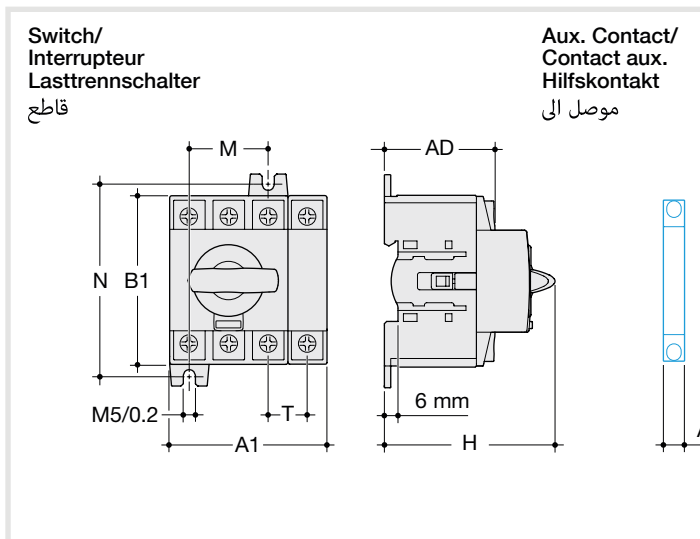 Switch/
Interrupteur
Lasttrennschalter
قاطع
Aux. Contact/
Contact aux.
Hilfskontakt
موصل الى
M
AD
N
B1
M5/0.2
T
A1
6 mm
H